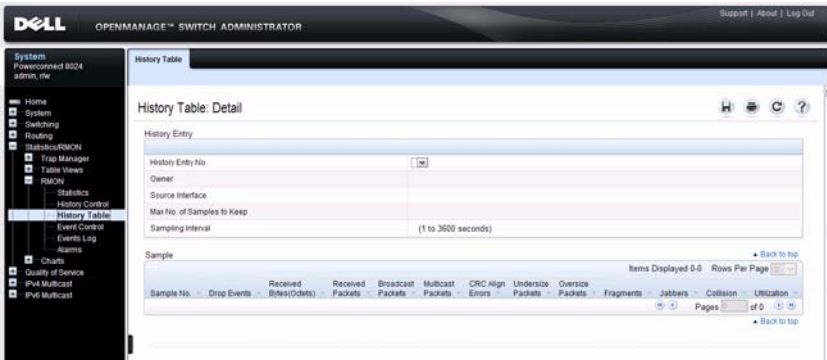 Support | About | Log Out
DELL
OPENMANAGE™ SWITCH ADMINISTRATOR
System
Powerconnect 8024
admin, r/w
History Table
Home
System
Switching
Routing
Statistics/RMON
Trap Manager
Table Views
RMON
Statistics
History Control
History Table
Event Control
Events Log
Alarms
Charts
Quality of Service
IPv4 Multicast
IPv6 Multicast
History Table: Detail
History Entry
History Entry No.
Owner
Source Interface
Max No. of Samples to Keep
Sampling Interval (1 to 3600 seconds)
Sample
Back to top
Items Displayed 0-0 Rows Per Page
Sample No. Drop Events Received Bytes(Octets) Received Packets Broadcast Packets Multicast Packets CRC Align Errors Undersize Packets Oversize Packets Fragments Jabbers Collision Utilization
Pages 0 of 0
Back to top